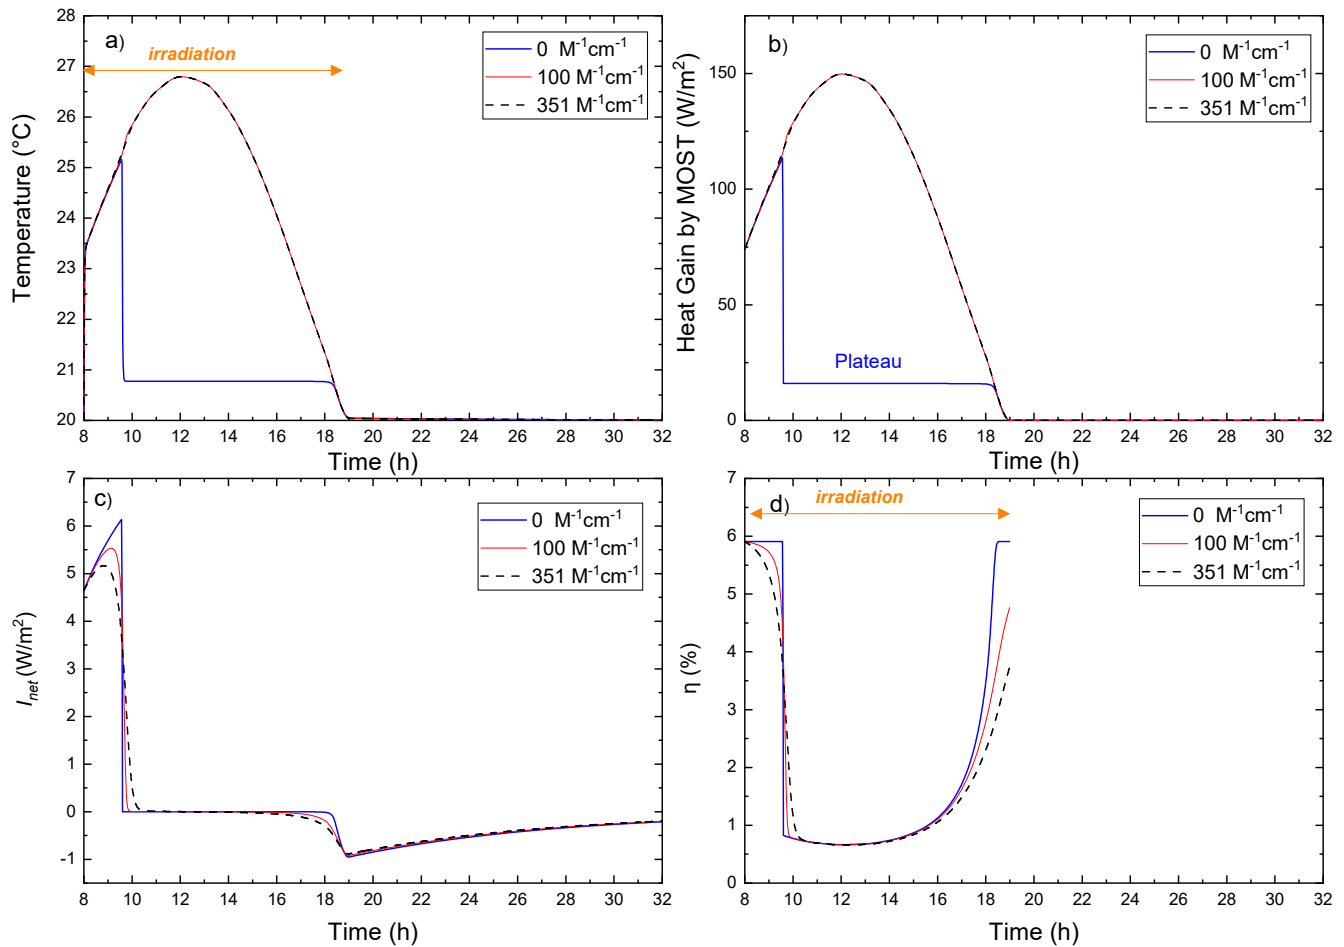 a)
irradiation
0 M⁻¹cm⁻¹
100 M⁻¹cm⁻¹
351 M⁻¹cm⁻¹
Temperature (°C)
28
27
26
25
24
23
22
21
20
8 10 12 14 16 18 20 22 24 26 28 30 32
Time (h)
b)
0 M⁻¹cm⁻¹
100 M⁻¹cm⁻¹
351 M⁻¹cm⁻¹
Heat Gain by MOST (W/m²)
150
100
50
0
Plateau
8 10 12 14 16 18 20 22 24 26 28 30 32
Time (h)
c)
0 M⁻¹cm⁻¹
100 M⁻¹cm⁻¹
351 M⁻¹cm⁻¹
I_net (W/m²)
7
6
5
4
3
2
1
0
-1
8 10 12 14 16 18 20 22 24 26 28 30 32
Time (h)
d)
irradiation
0 M⁻¹cm⁻¹
100 M⁻¹cm⁻¹
351 M⁻¹cm⁻¹
η (%)
7
6
5
4
3
2
1
0
8 10 12 14 16 18 20 22 24 26 28 30 32
Time (h)